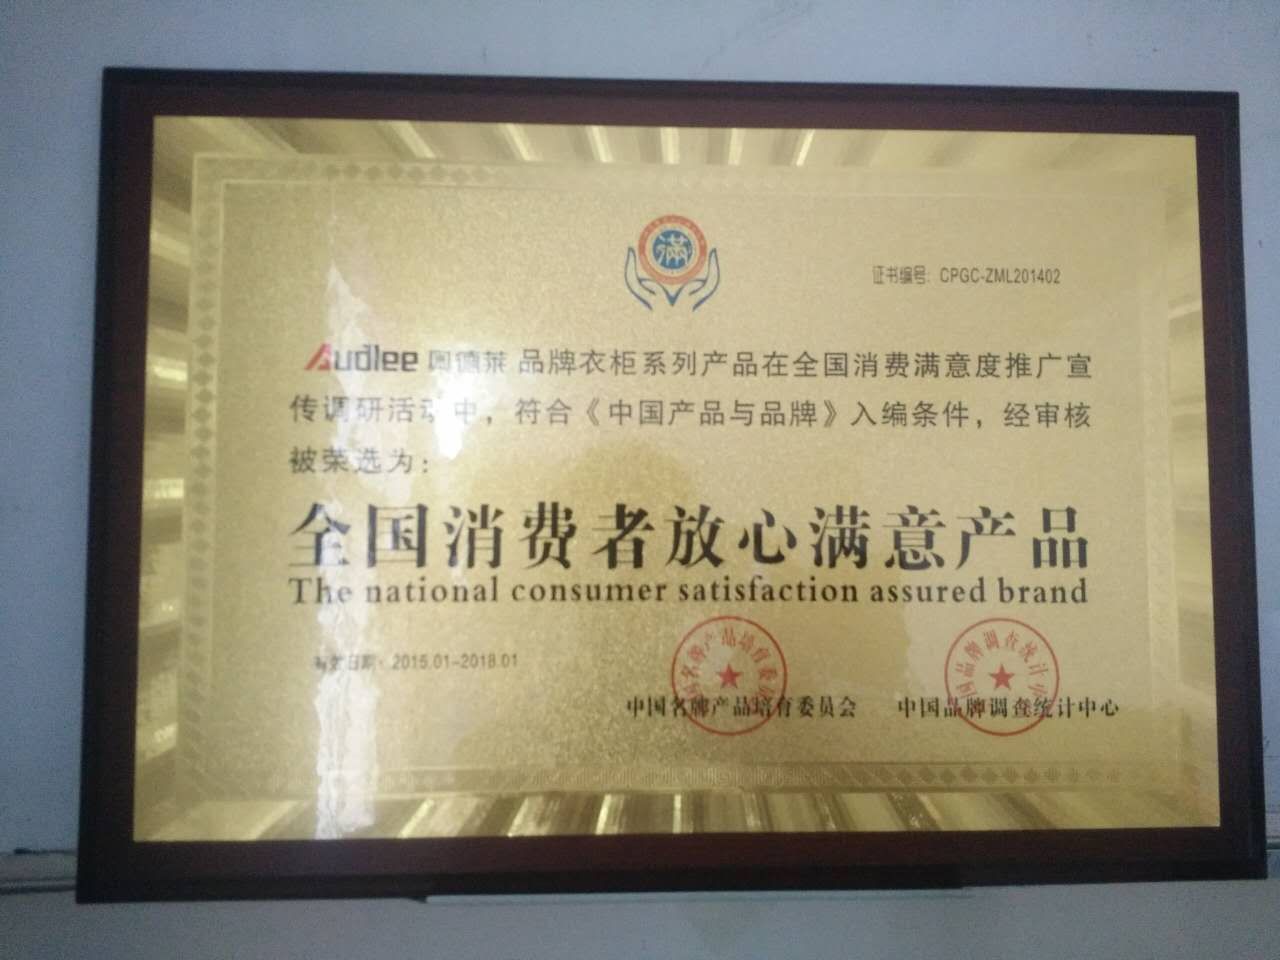 满
证书编号：CPGC-ZML201402
Audlee 奥德莱 品牌衣柜系列产品在全国消费满意度推广宣
传调研活动中，符合《中国产品与品牌》入编条件，经审核
被荣选为：
全国消费者放心满意产品
The national consumer satisfaction assured brand
有效日期：2015.01-2018.01
中国名牌产品培育委员会
中国品牌调查统计中心